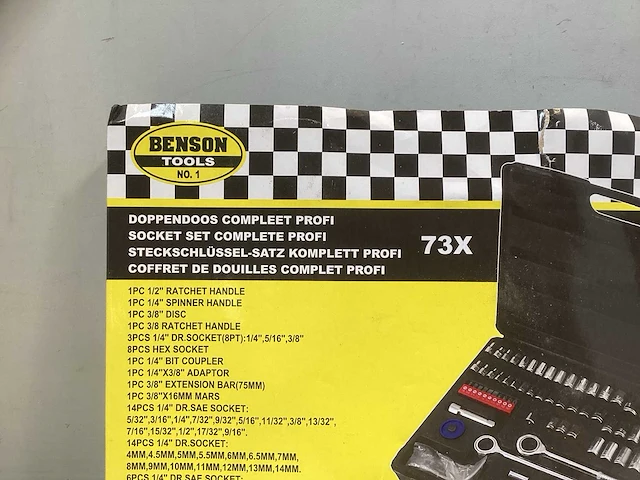 BENSON
TOOLS
NO. 1
DOPPENDOOS COMPLEET PROFI
SOCKET SET COMPLETE PROFI
STECKSCHLÜSSEL-SATZ KOMPLETT PROFI
COFFRET DE DOUILLES COMPLET PROFI
73X
1PC 1/2" RATCHET HANDLE
1PC 1/4" SPINNER HANDLE
1PC 3/8" DISC
1PC 3/8 RATCHET HANDLE
3PCS 1/4" DR.SOCKET(8PT):1/4",5/16",3/8"
8PCS HEX SOCKET
1PC 1/4" BIT COUPLER
1PC 1/4"X3/8" ADAPTOR
1PC 3/8" EXTENSION BAR(75MM)
1PC 3/8"X16MM MARS
14PCS 1/4" DR.SAE SOCKET:
5/32",3/16",1/4",7/32",9/32",5/16",11/32",3/8",13/32",
7/16",15/32",1/2",17/32",9/16".
14PCS 1/4" DR.SOCKET:
4MM,4.5MM,5MM,5.5MM,6MM,6.5MM,7MM,
8MM,9MM,10MM,11MM,12MM,13MM,14MM.
6PCS 1/4" DR.SAE SOCKET: